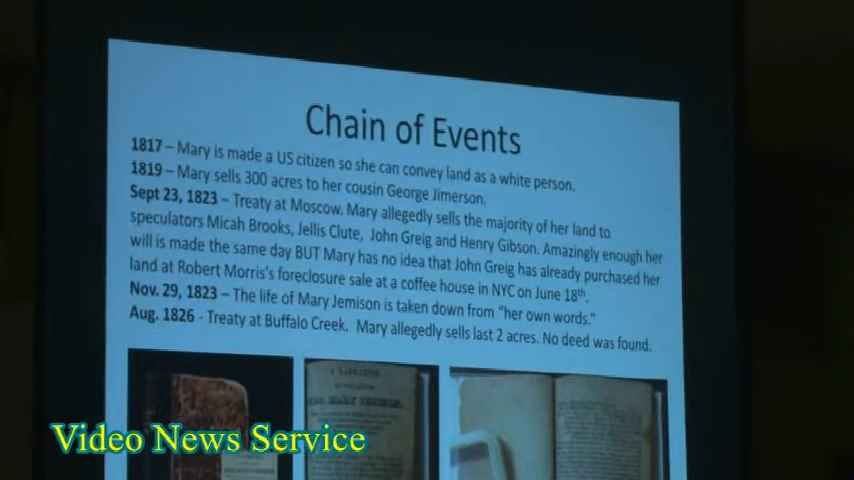 Chain of Events
1817 – Mary is made a US citizen so she can convey land as a white person.
1819 – Mary sells 300 acres to her cousin George Jimerson.
Sept 23, 1823 – Treaty at Moscow. Mary allegedly sells the majority of her land to
speculators Micah Brooks, Jellis Clute, John Greig and Henry Gibson. Amazingly enough her
will is made the same day BUT Mary has no idea that John Greig has already purchased her
land at Robert Morris's foreclosure sale at a coffee house in NYC on June 18th.
Nov. 29, 1823 – The life of Mary Jemison is taken down from "her own words."
Aug. 1826 - Treaty at Buffalo Creek. Mary allegedly sells last 2 acres. No deed was found.
A NARRATIVE
MARY JEMISON,
Video News Service